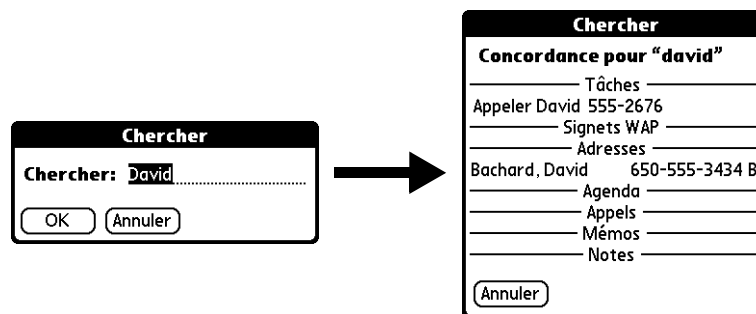 Chercher
Chercher: David
OK Annuler
Chercher
Concordance pour “david”
Tâches
Appeler David 555-2676
Signets WAP
Adresses
Bachard, David 650-555-3434 B
Agenda
Appels
Mémos
Notes
Annuler